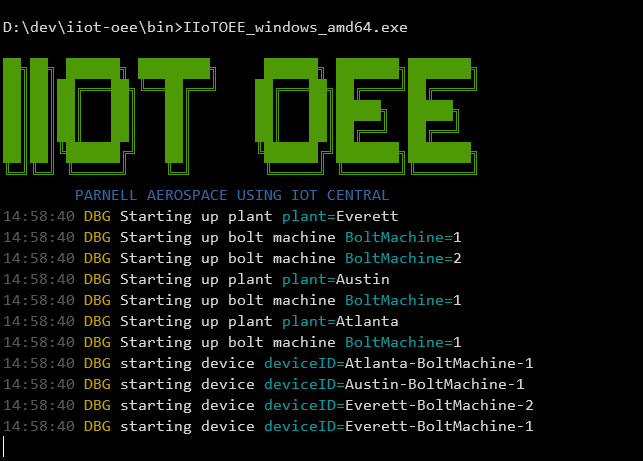 D:\dev\iiot-oee\bin>IIoTOEE_windows_amd64.exe
IIOT OEE
PARNELL AEROSPACE USING IOT CENTRAL
14:58:40 DBG Starting up plant plant=Everett
14:58:40 DBG Starting up bolt machine BoltMachine=1
14:58:40 DBG Starting up bolt machine BoltMachine=2
14:58:40 DBG Starting up plant plant=Austin
14:58:40 DBG Starting up bolt machine BoltMachine=1
14:58:40 DBG Starting up plant plant=Atlanta
14:58:40 DBG Starting up bolt machine BoltMachine=1
14:58:40 DBG starting device deviceID=Atlanta-BoltMachine-1
14:58:40 DBG starting device deviceID=Austin-BoltMachine-1
14:58:40 DBG starting device deviceID=Everett-BoltMachine-2
14:58:40 DBG starting device deviceID=Everett-BoltMachine-1